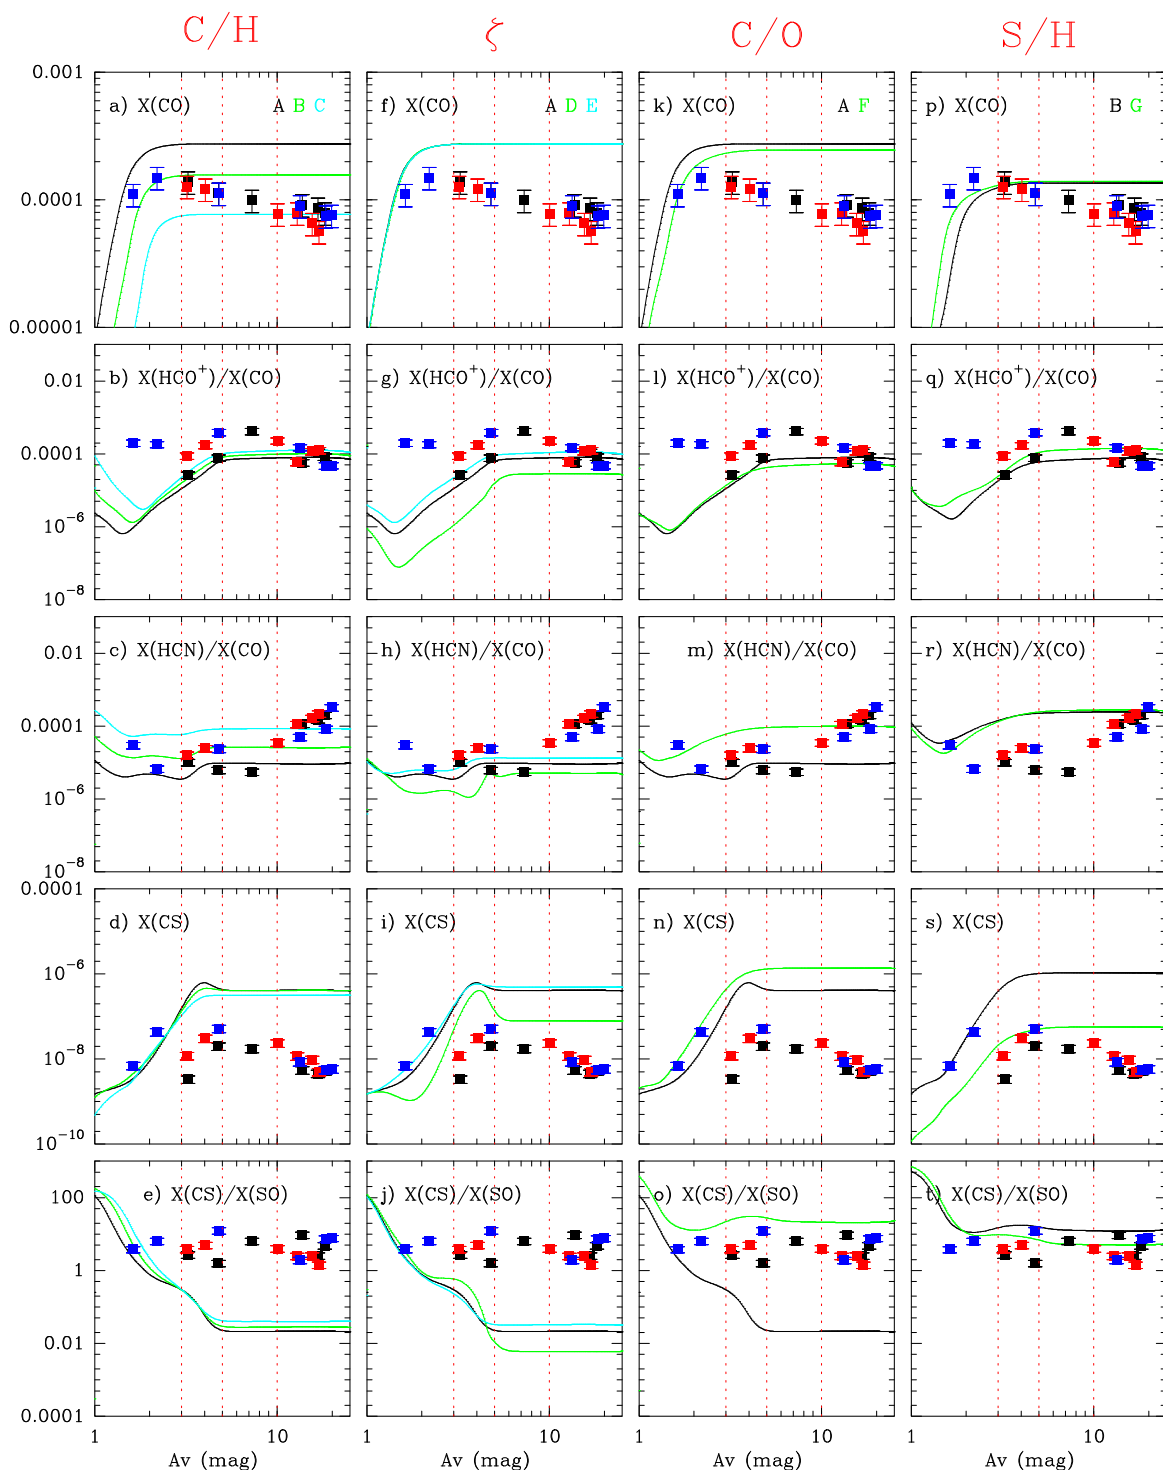 C/H ζ C/O S/H
0.001
a) X(CO) A B C
f) X(CO) A D E
k) X(CO) A F
p) X(CO) B G
0.0001
0.00001
b) X(HCO+)/X(CO)
g) X(HCO+)/X(CO)
l) X(HCO+)/X(CO)
q) X(HCO+)/X(CO)
0.01
0.0001
10−6
10−8
c) X(HCN)/X(CO)
h) X(HCN)/X(CO)
m) X(HCN)/X(CO)
r) X(HCN)/X(CO)
0.01
0.0001
10−6
10−8
0.0001
d) X(CS)
i) X(CS)
n) X(CS)
s) X(CS)
10−6
10−8
10−10
e) X(CS)/X(SO)
j) X(CS)/X(SO)
o) X(CS)/X(SO)
t) X(CS)/X(SO)
100
1
0.01
0.0001
1 10 1 10 1 10 1 10
Av (mag) Av (mag) Av (mag) Av (mag)